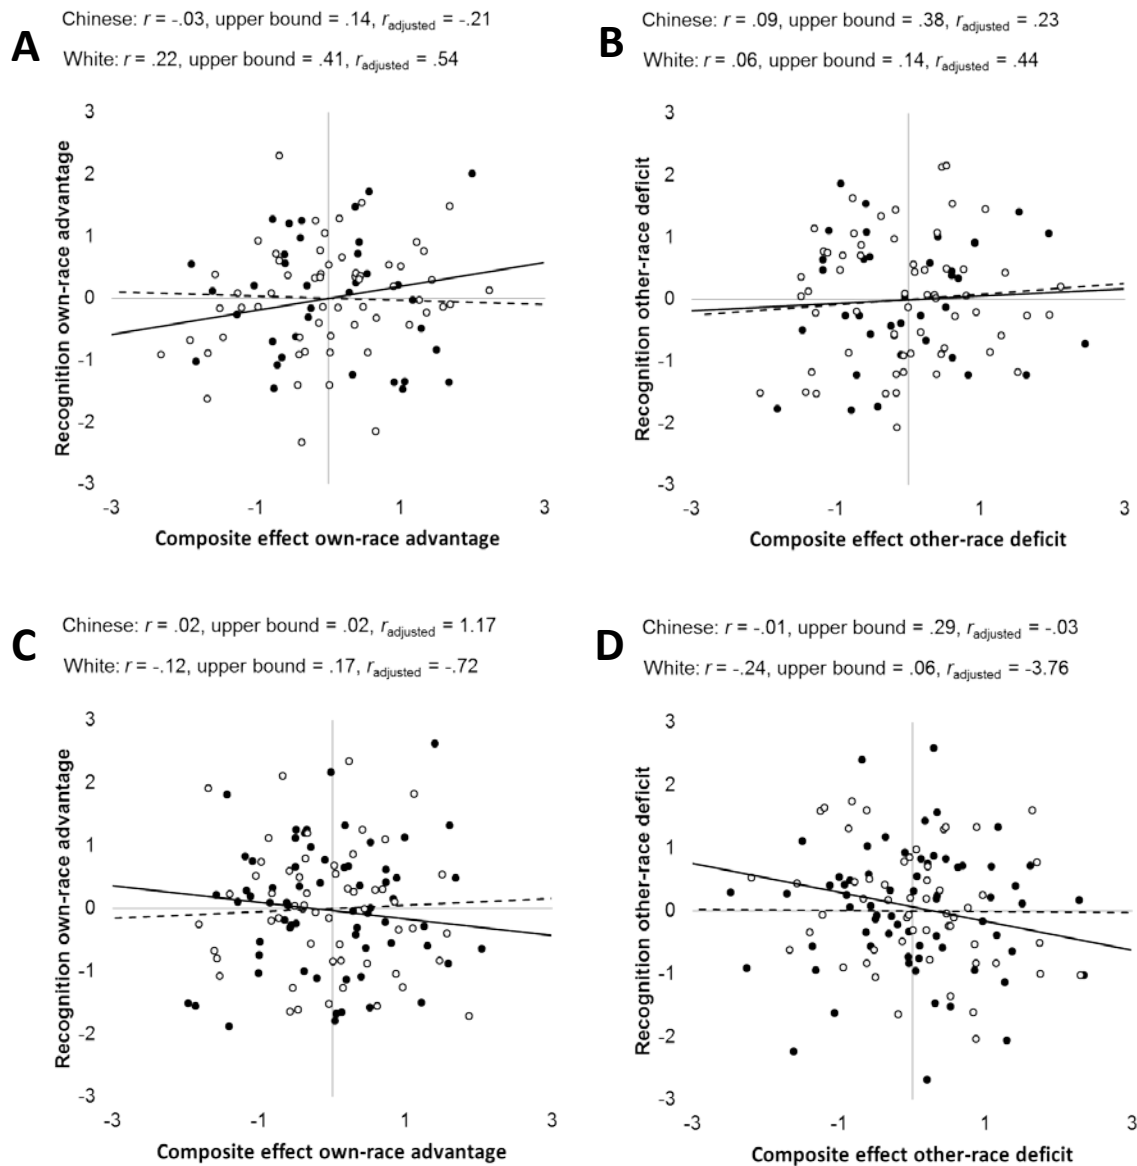 A
Chinese: r = -.03, upper bound = .14, radjusted = -.21
White: r = .22, upper bound = .41, radjusted = .54
Recognition own-race advantage
3
2
1
0
-1
-2
-3
-3 -1 1 3
Composite effect own-race advantage
B
Chinese: r = .09, upper bound = .38, radjusted = .23
White: r = .06, upper bound = .14, radjusted = .44
Recognition other-race deficit
3
2
1
0
-1
-2
-3
-3 -1 1 3
Composite effect other-race deficit
C
Chinese: r = .02, upper bound = .02, radjusted = 1.17
White: r = -.12, upper bound = .17, radjusted = -.72
Recognition own-race advantage
3
2
1
0
-1
-2
-3
-3 -1 1 3
Composite effect own-race advantage
D
Chinese: r = -.01, upper bound = .29, radjusted = -.03
White: r = -.24, upper bound = .06, radjusted = -3.76
Recognition other-race deficit
3
2
1
0
-1
-2
-3
-3 -1 1 3
Composite effect other-race deficit